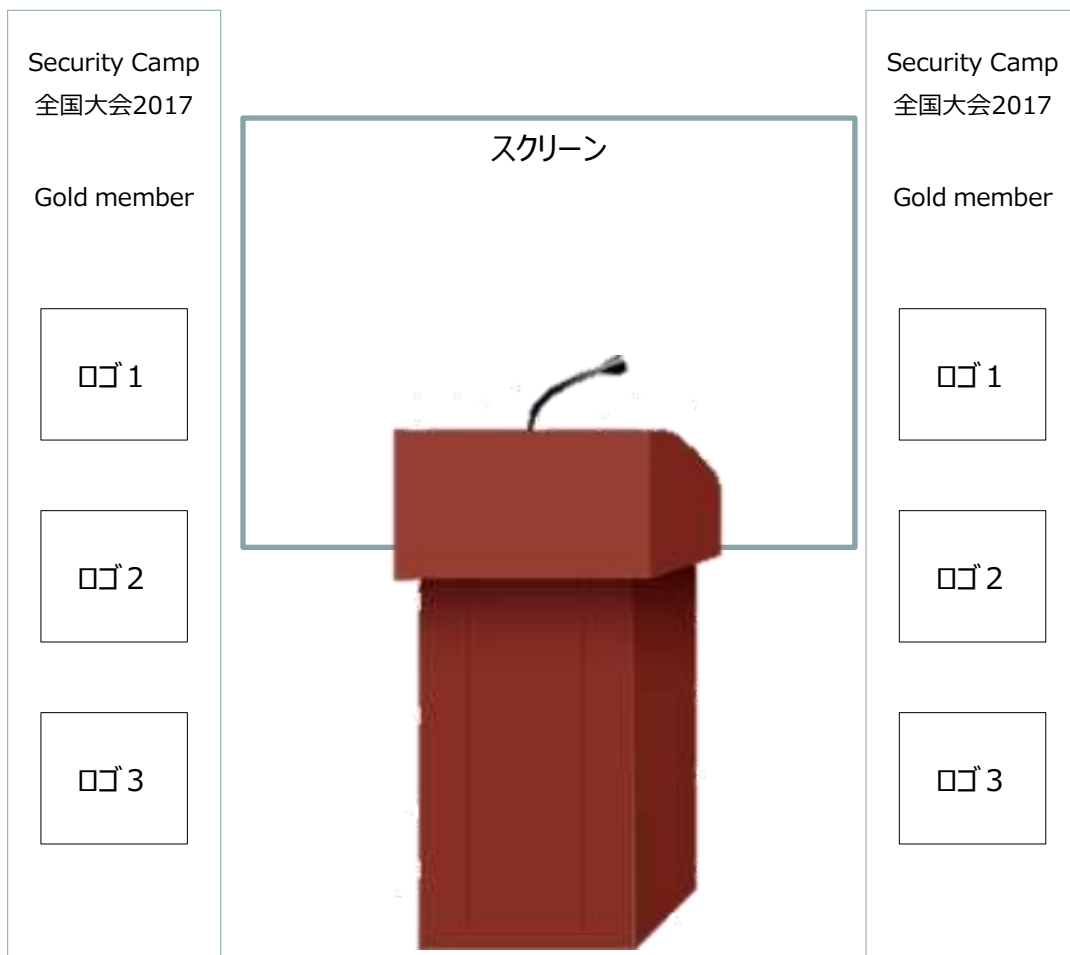 Security Camp
全国大会2017
Gold member
ロゴ1
ロゴ2
ロゴ3
スクリーン
Security Camp
全国大会2017
Gold member
ロゴ1
ロゴ2
ロゴ3